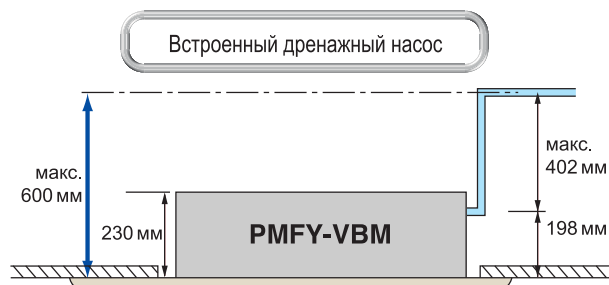 Встроенный дренажный насос
макс.
600 мм
230 мм
PMFY-VBM
макс.
402 мм
198 мм